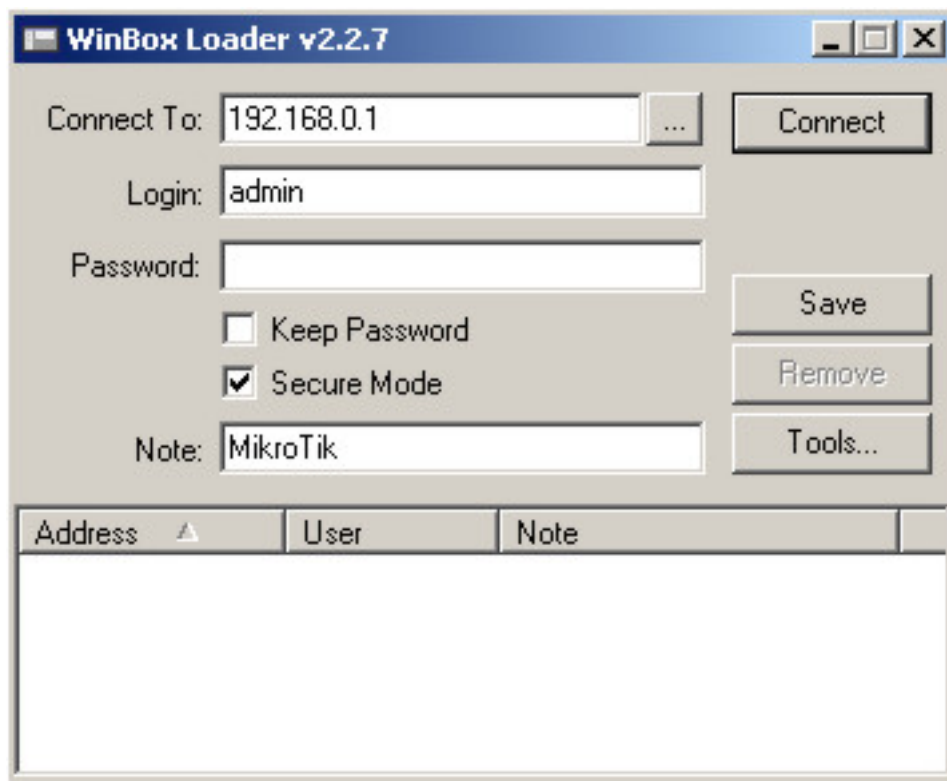 WinBox Loader v2.2.7
Connect To: 192.168.0.1 ... Connect
Login: admin
Password:
Save
Keep Password
Remove
Secure Mode
Note: MikroTik Tools...
Address User Note